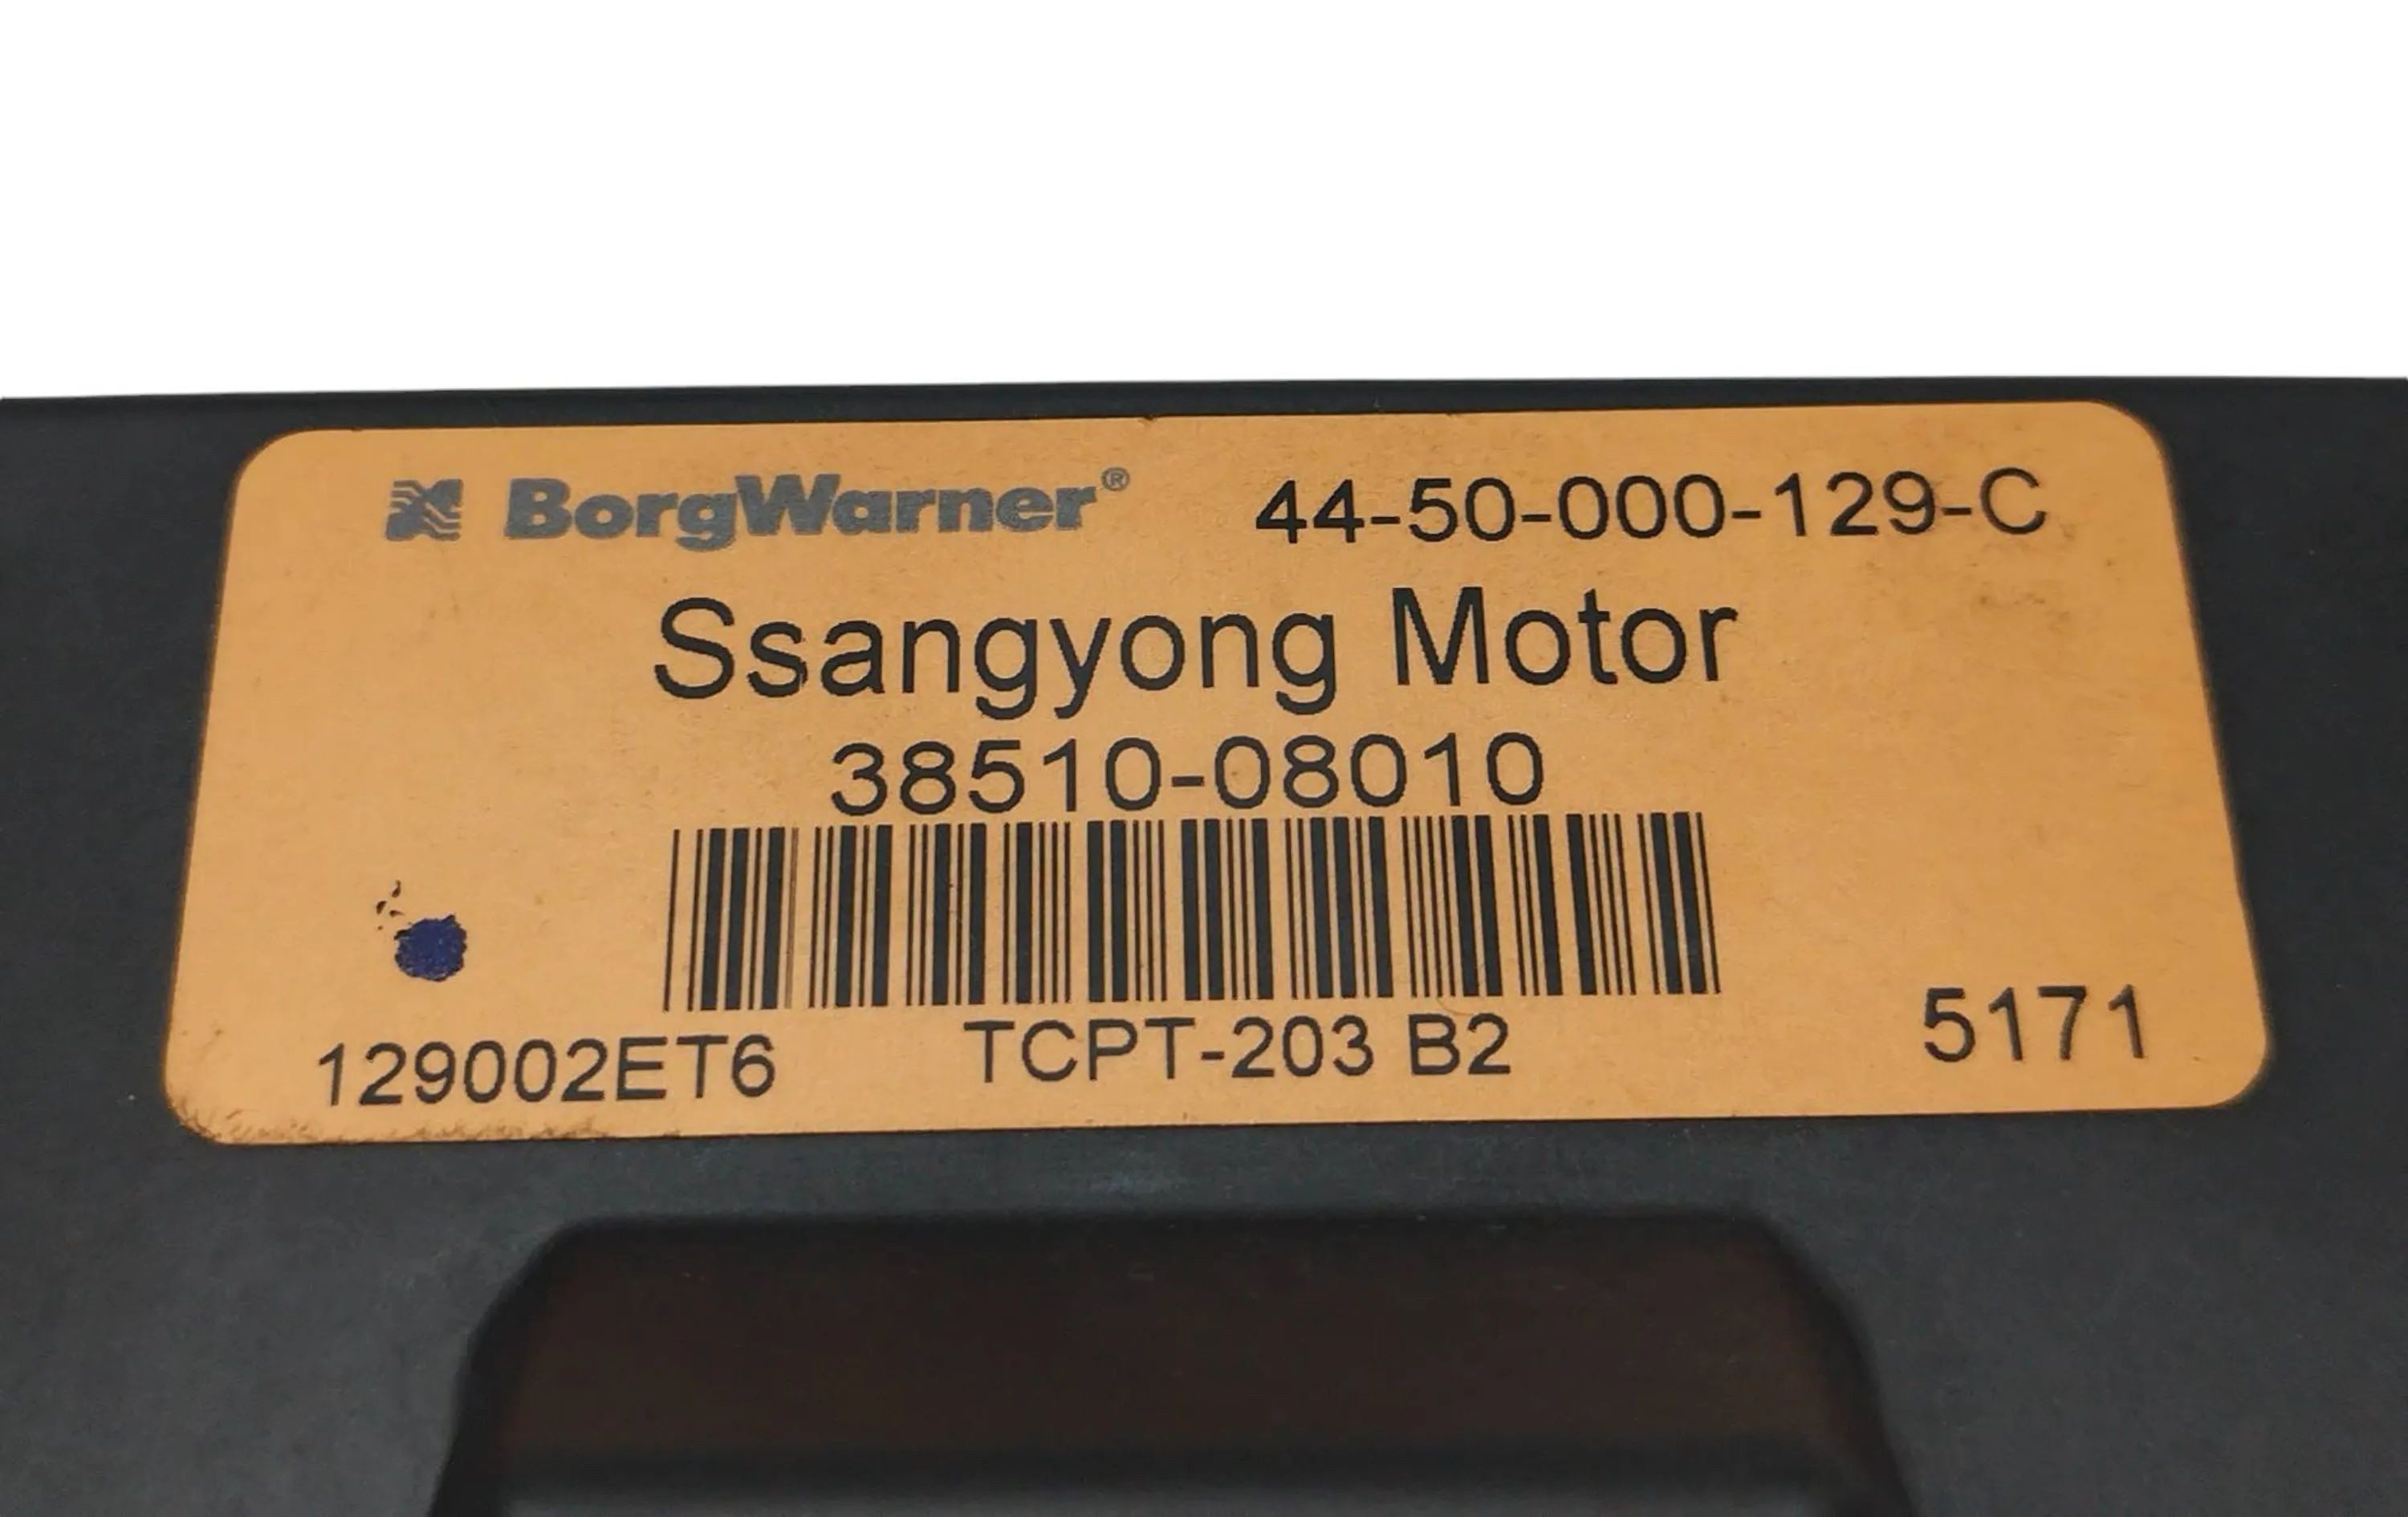 BorgWarner® 44-50-000-129-C
Ssangyong Motor
38510-08010
129002ET6 TCPT-203 B2 5171